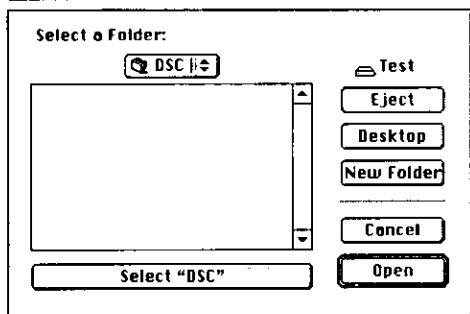 Select a Folder:
DSC
Test
Eject
Desktop
New Folder
Cancel
Select “DSC”
Open